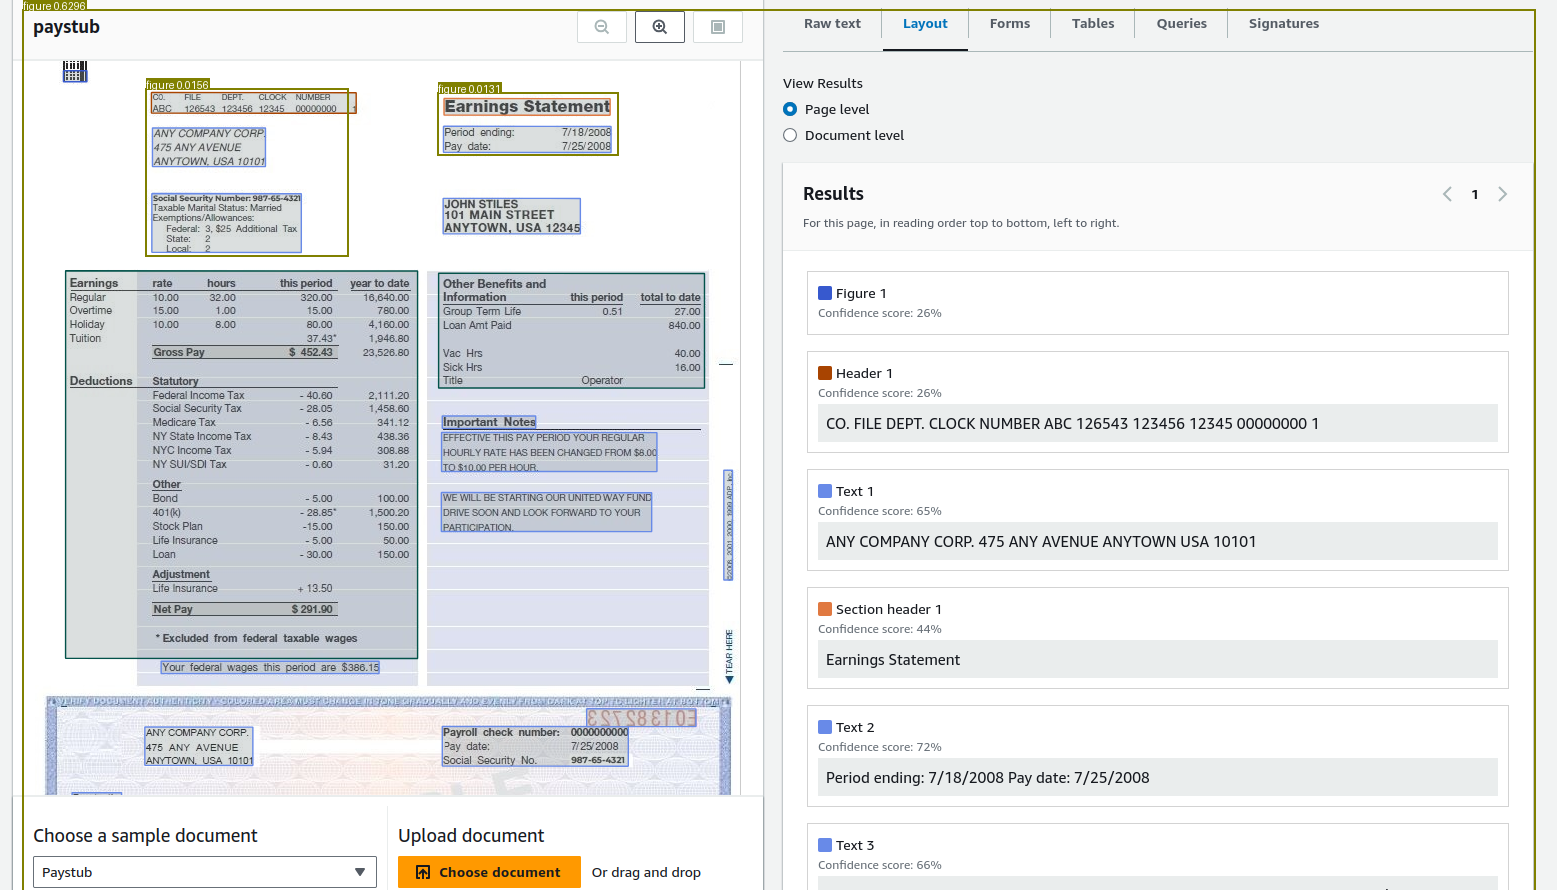 figure 0.6296
paystub
figure 0.0156
CO. FILE DEPT. CLOCK NUMBER
ABC 126543 123456 12345 00000000 1
ANY COMPANY CORP.
475 ANY AVENUE
ANYTOWN, USA 10101
Social Security Number: 987-65-4321
Taxable Marital Status: Married
Exemptions/Allowances:
Federal: 3, $25 Additional Tax
State: 2
Local: 2
figure 0.0131
Earnings Statement
Period ending: 7/18/2008
Pay date: 7/25/2008
JOHN STILES
101 MAIN STREET
ANYTOWN, USA 12345
Earnings rate hours this period year to date
Regular 10.00 32.00 320.00 16,640.00
Overtime 15.00 1.00 15.00 780.00
Holiday 10.00 8.00 80.00 4,160.00
Tuition 37.43* 1,946.80
Gross Pay $ 452.43 23,526.80
Deductions Statutory
Federal Income Tax - 40.60 2,111.20
Social Security Tax - 28.05 1,458.60
Medicare Tax - 6.56 341.12
NY State Income Tax - 8.43 438.36
NYC Income Tax - 5.94 308.88
NY SUI/SDI Tax - 0.60 31.20
Other
Bond - 5.00 100.00
401(k) - 28.85* 1,500.20
Stock Plan -15.00 150.00
Life Insurance - 5.00 50.00
Loan - 30.00 150.00
Adjustment
Life Insurance + 13.50
Net Pay $ 291.90
* Excluded from federal taxable wages
Your federal wages this period are $386.15
Other Benefits and
Information this period total to date
Group Term Life 0.51 27.00
Loan Amt Paid 840.00
Vac Hrs 40.00
Sick Hrs 16.00
Title Operator
Important Notes
EFFECTIVE THIS PAY PERIOD YOUR REGULAR
HOURLY RATE HAS BEEN CHANGED FROM $8.00
TO $10.00 PER HOUR.
WE WILL BE STARTING OUR UNITED WAY FUND
DRIVE SOON AND LOOK FORWARD TO YOUR
PARTICIPATION.
TEAR HERE
VERIFY DOCUMENT AUTHENTICITY - COLORED AREA MUST CHANGE IN TONE GRADUALLY AND EVENLY FROM DARK AT TOP TO LIGHTER AT BOTTOM
E01382723
ANY COMPANY CORP.
475 ANY AVENUE
ANYTOWN, USA 10101
Payroll check number: 0000000000
Pay date: 7/25/2008
Social Security No. 987-65-4321
Choose a sample document
Paystub
Upload document
Choose document
Or drag and drop
Raw text Layout Forms Tables Queries Signatures
View Results
Page level
Document level
Results
1
For this page, in reading order top to bottom, left to right.
Figure 1
Confidence score: 26%
Header 1
Confidence score: 26%
CO. FILE DEPT. CLOCK NUMBER ABC 126543 123456 12345 00000000 1
Text 1
Confidence score: 65%
ANY COMPANY CORP. 475 ANY AVENUE ANYTOWN USA 10101
Section header 1
Confidence score: 44%
Earnings Statement
Text 2
Confidence score: 72%
Period ending: 7/18/2008 Pay date: 7/25/2008
Text 3
Confidence score: 66%